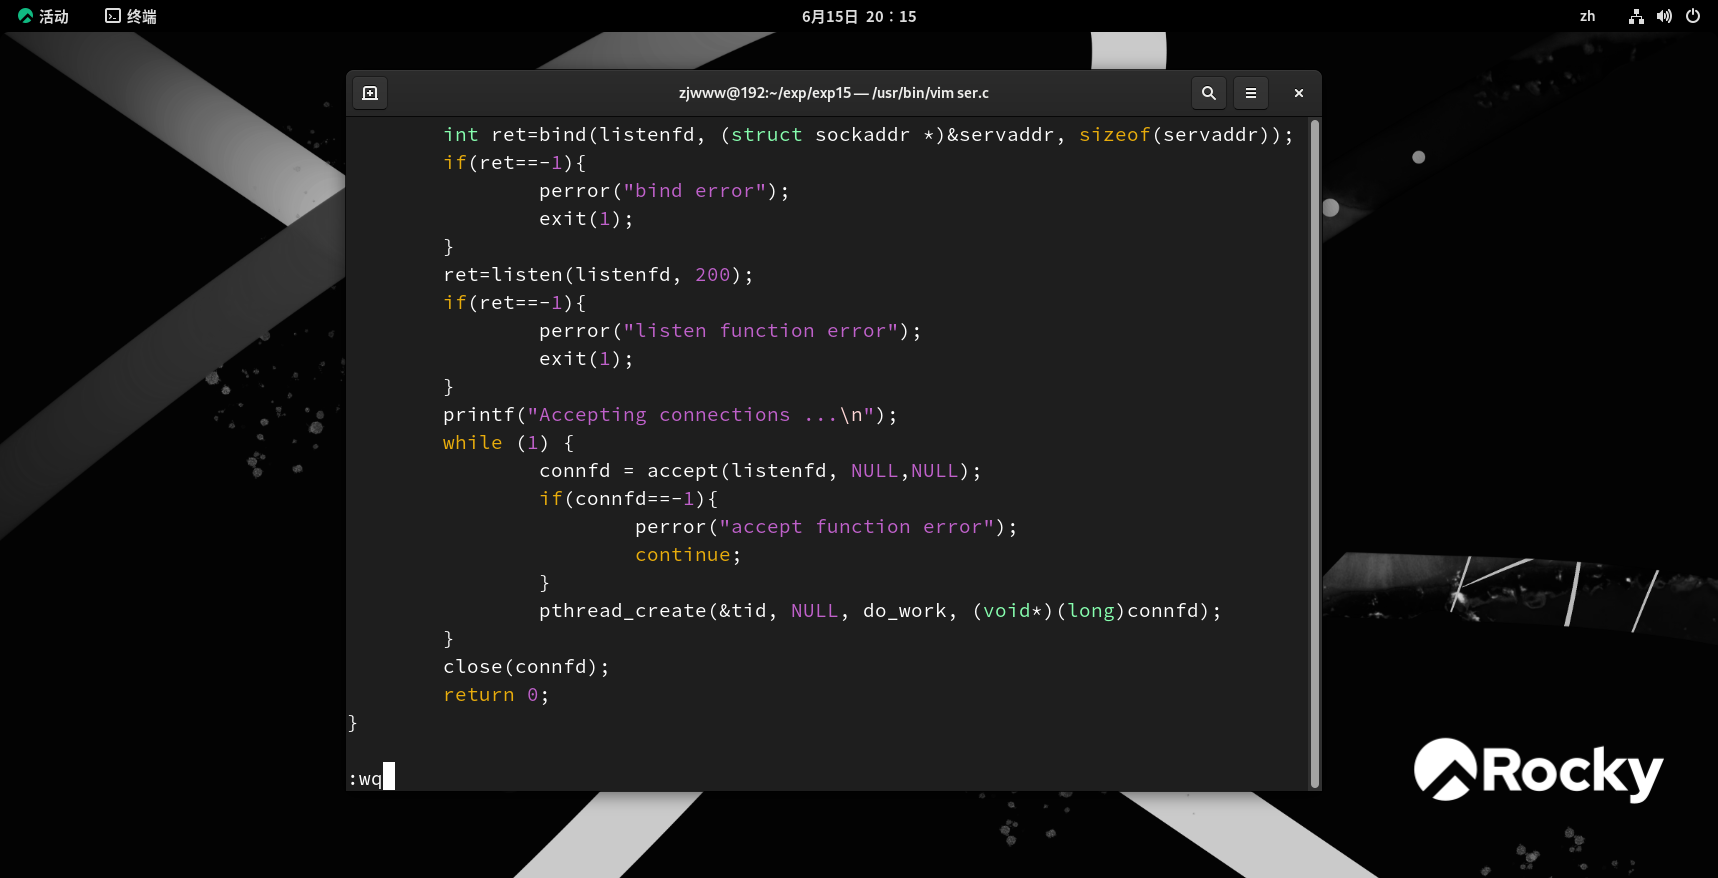 活动 终端 6月15日 20：15 zh
zjwww@192:~/exp/exp15 — /usr/bin/vim ser.c
int ret=bind(listenfd, (struct sockaddr *)&servaddr, sizeof(servaddr));
if(ret==-1){
perror("bind error");
exit(1);
}
ret=listen(listenfd, 200);
if(ret==-1){
perror("listen function error");
exit(1);
}
printf("Accepting connections ...\n");
while (1) {
connfd = accept(listenfd, NULL,NULL);
if(connfd==-1){
perror("accept function error");
continue;
}
pthread_create(&tid, NULL, do_work, (void*)(long)connfd);
}
close(connfd);
return 0;
}
:wq
Rocky